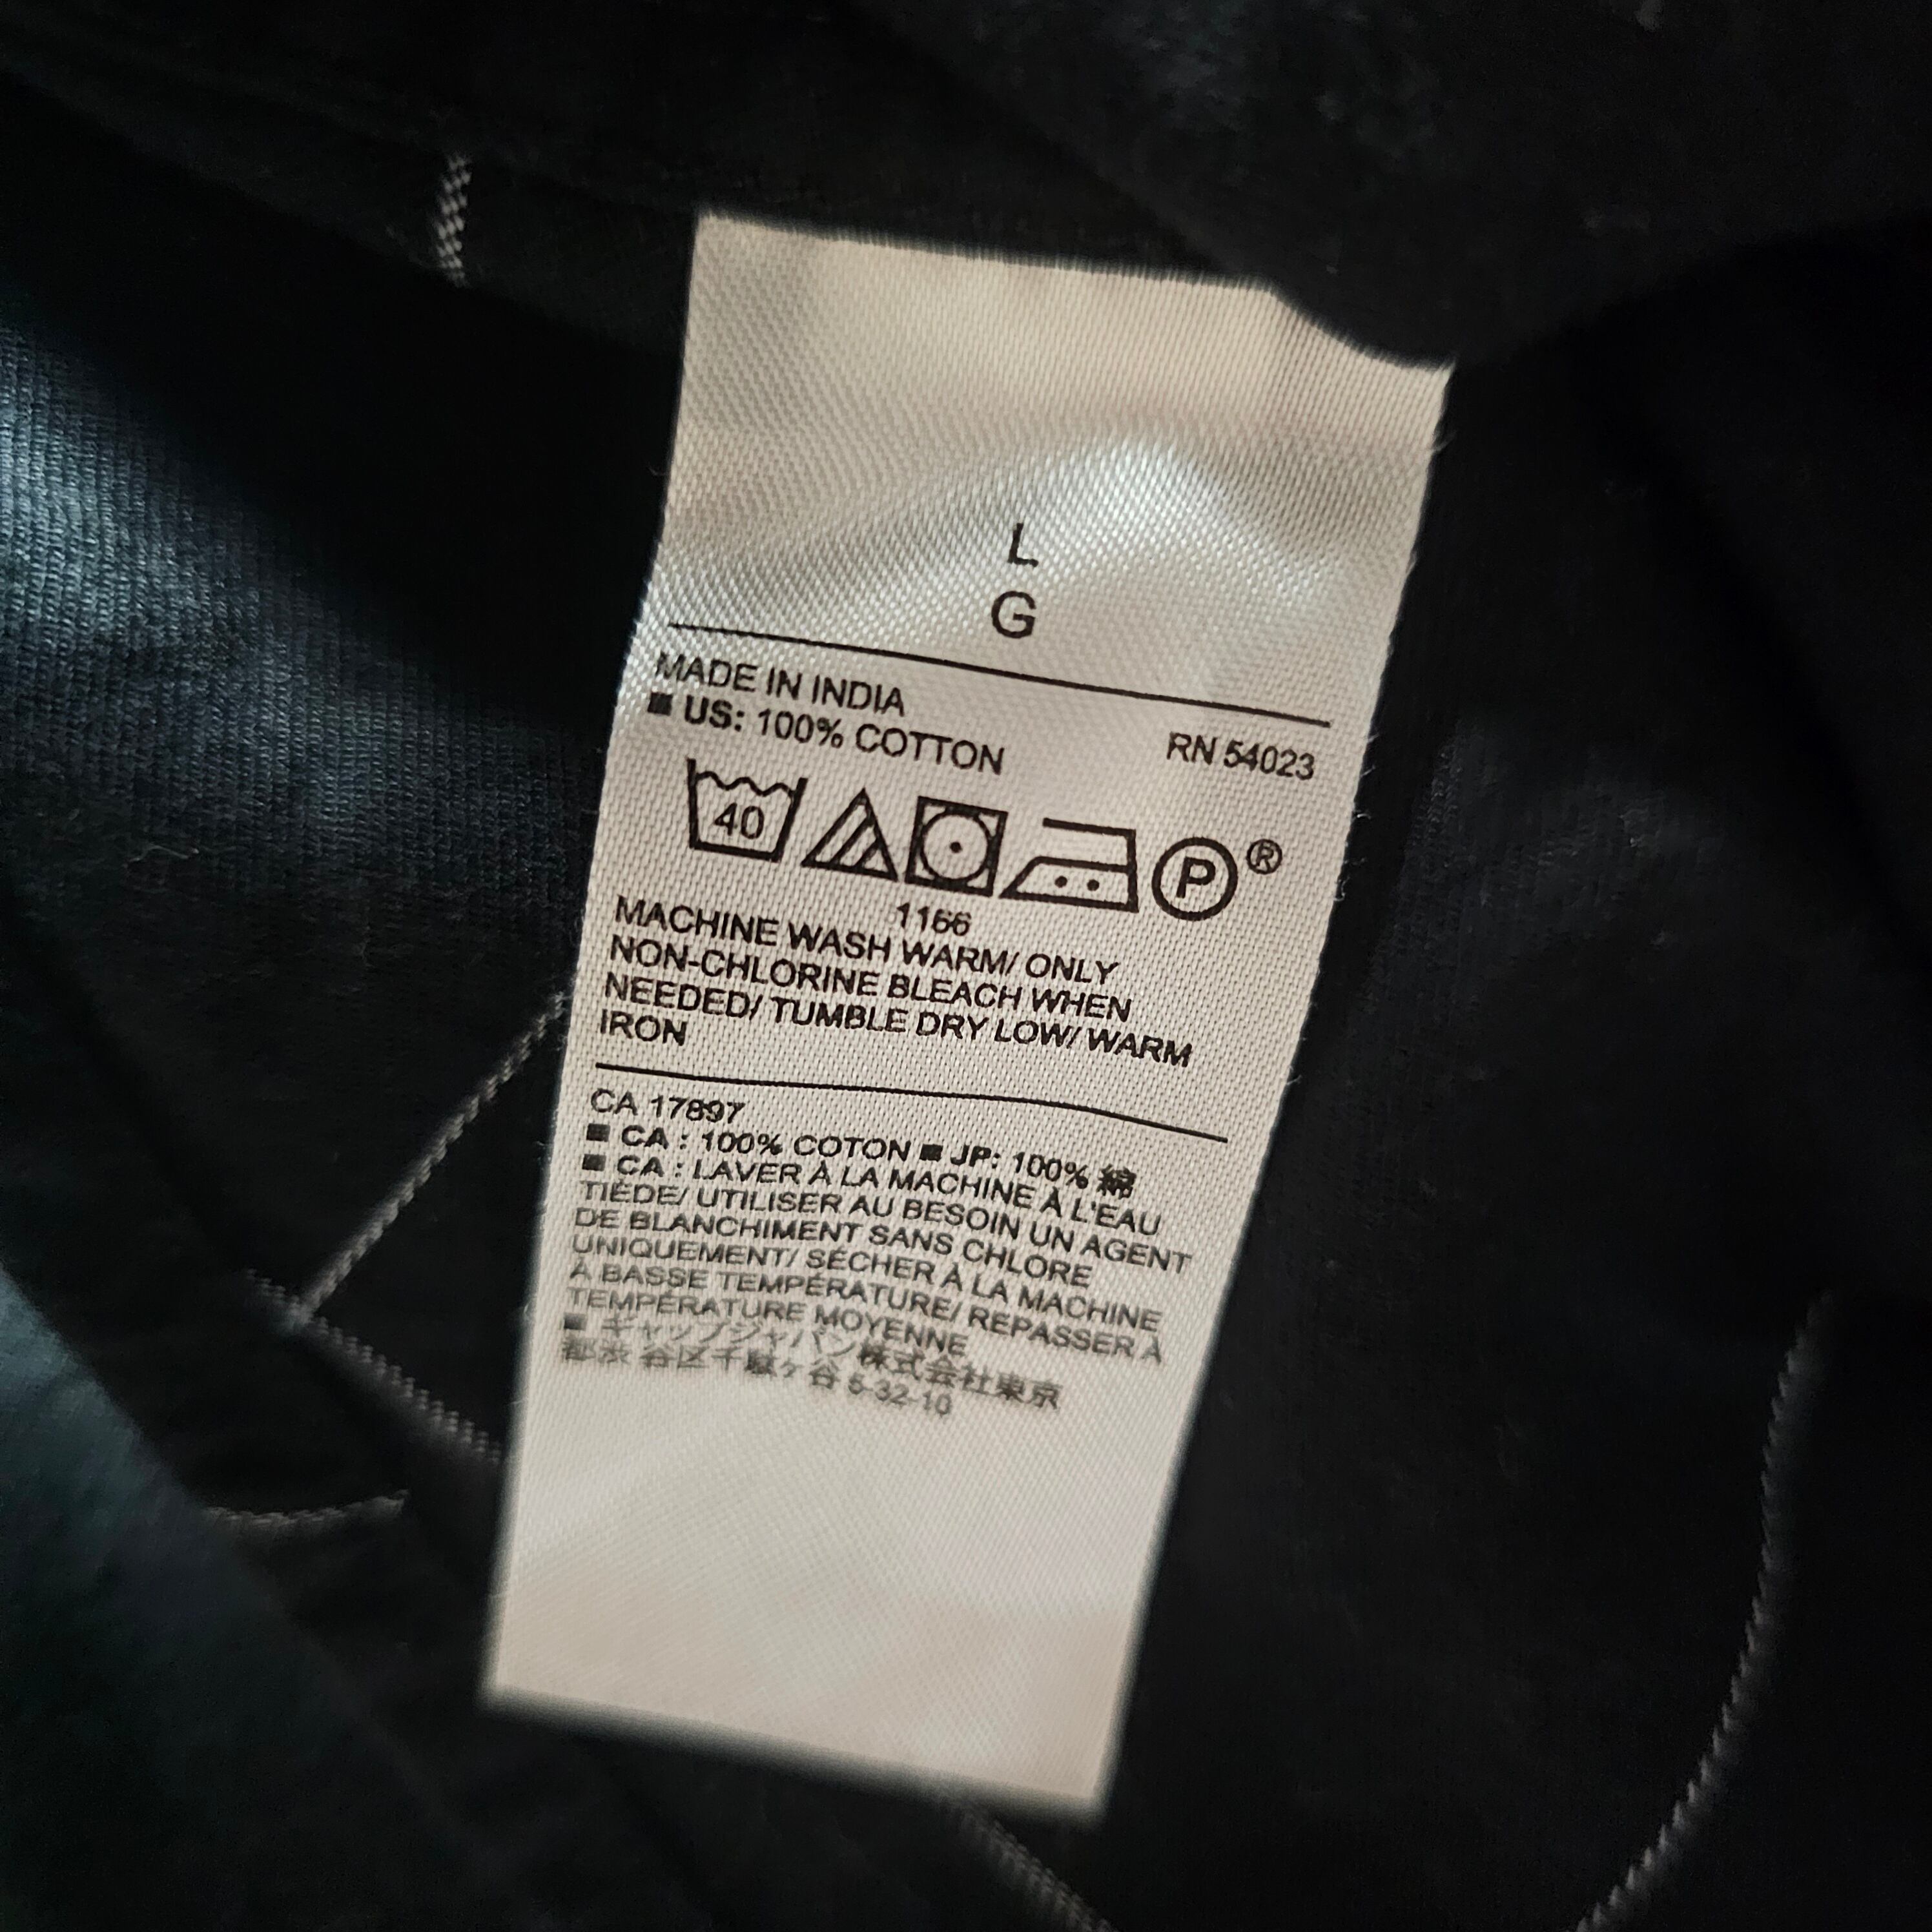 L
G
MADE IN INDIA
RN 54023
■ US: 100% COTTON
40
P ®
1166
MACHINE WASH WARM/ ONLY
NON-CHLORINE BLEACH WHEN
NEEDED/ TUMBLE DRY LOW/ WARM
IRON
CA 17897
■ CA : 100% COTON ■ JP: 100% 綿
■ CA : LAVER À LA MACHINE À L'EAU
TIÈDE/ UTILISER AU BESOIN UN AGENT
DE BLANCHIMENT SANS CHLORE
UNIQUEMENT/ SÉCHER À LA MACHINE
À BASSE TEMPÉRATURE/ REPASSER À
TEMPÉRATURE MOYENNE
■ ギャップジャパン株式会社東京
都渋 谷区千駄ヶ谷 5-32-10